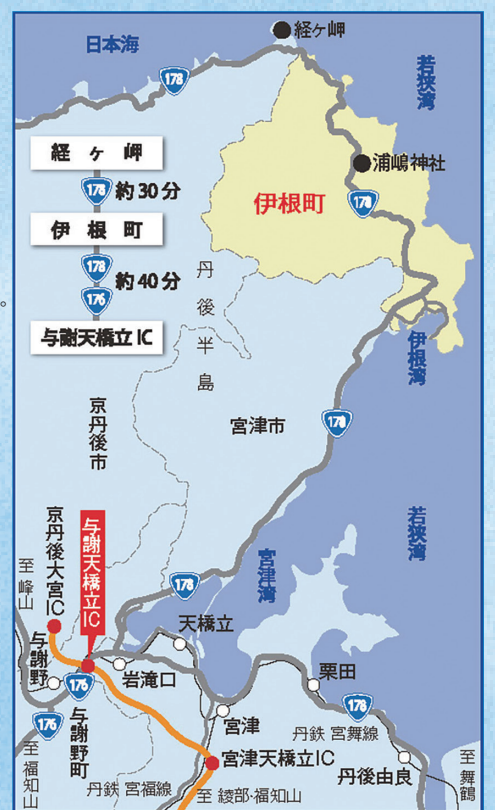 経ヶ岬
日本海
若狭湾
178
経ヶ岬
178
約30分
浦嶋神社
伊根町
178
伊根町
178
約40分
176
丹後半島
与謝天橋立IC
伊根湾
京丹後市
宮津市
178
若狭湾
京丹後大宮IC
与謝天橋立IC
宮津湾
至 峰山
178
天橋立
与謝野
岩滝口
栗田
176
176
与謝野町
宮津
178
丹鉄 宮舞線
至 福知山
宮津天橋立IC
丹後由良
至 舞鶴
丹鉄 宮福線
至 綾部・福知山